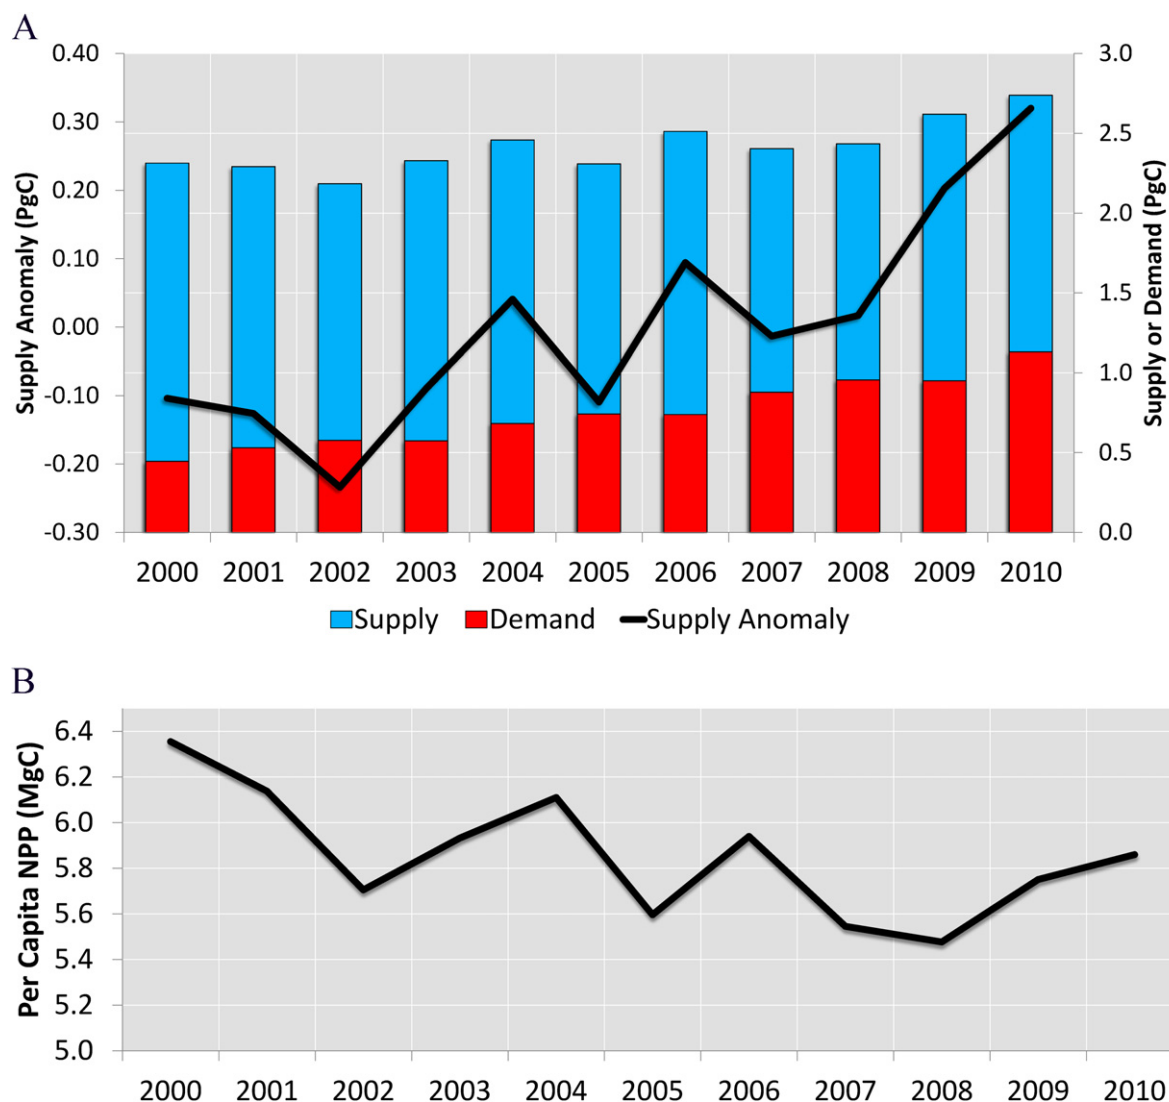 A
0.40
0.30
0.20
0.10
0.00
-0.10
-0.20
-0.30
Supply Anomaly (PgC)
3.0
2.5
2.0
1.5
1.0
0.5
0.0
Supply or Demand (PgC)
2000 2001 2002 2003 2004 2005 2006 2007 2008 2009 2010
Supply Demand Supply Anomaly
B
6.4
6.2
6.0
5.8
5.6
5.4
5.2
5.0
Per Capita NPP (MgC)
2000 2001 2002 2003 2004 2005 2006 2007 2008 2009 2010